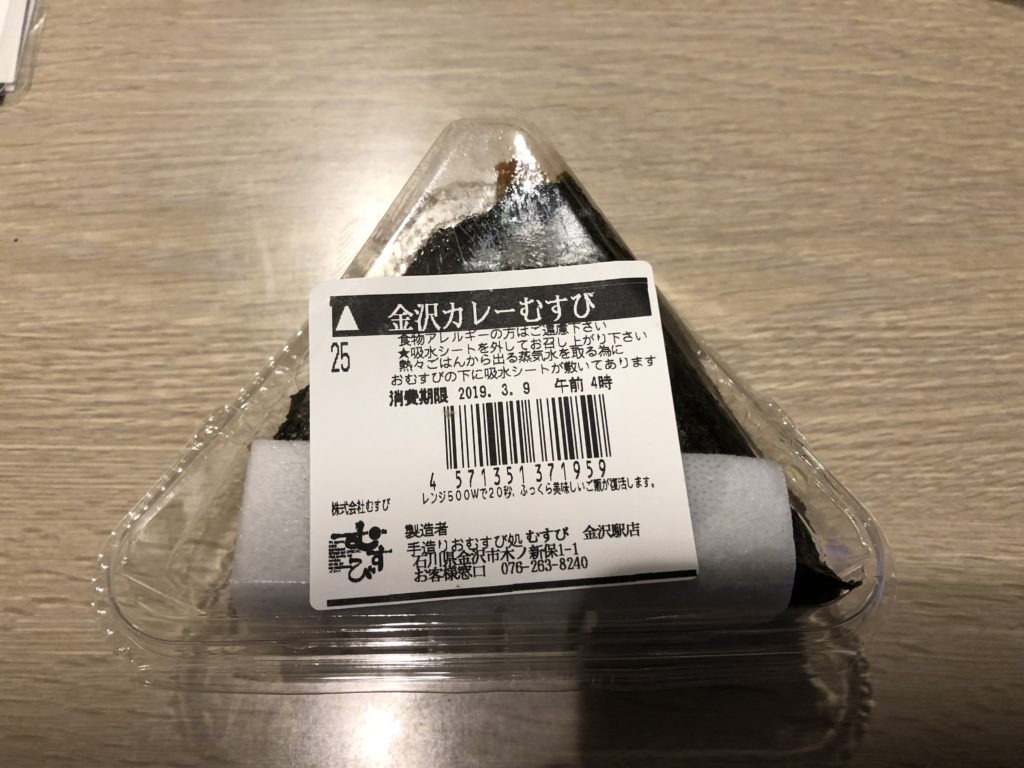 ▲ 金沢カレーむすび
25
食物アレルギーの方はご遠慮下さい
★吸水シートを外してお召し上がり下さい
熱々ごはんから出る蒸気水を取る為に
おむすびの下に吸水シートが敷いてあります
消費期限 2019. 3. 9 午前 4時
4 571351 371959
レンジ500Wで20秒、ふっくら美味しいご飯が復活します。
株式会社むすび
むすび
製造者
手造りおむすび処 むすび 金沢駅店
石川県金沢市木ノ新保1-1
お客様窓口 076-263-8240